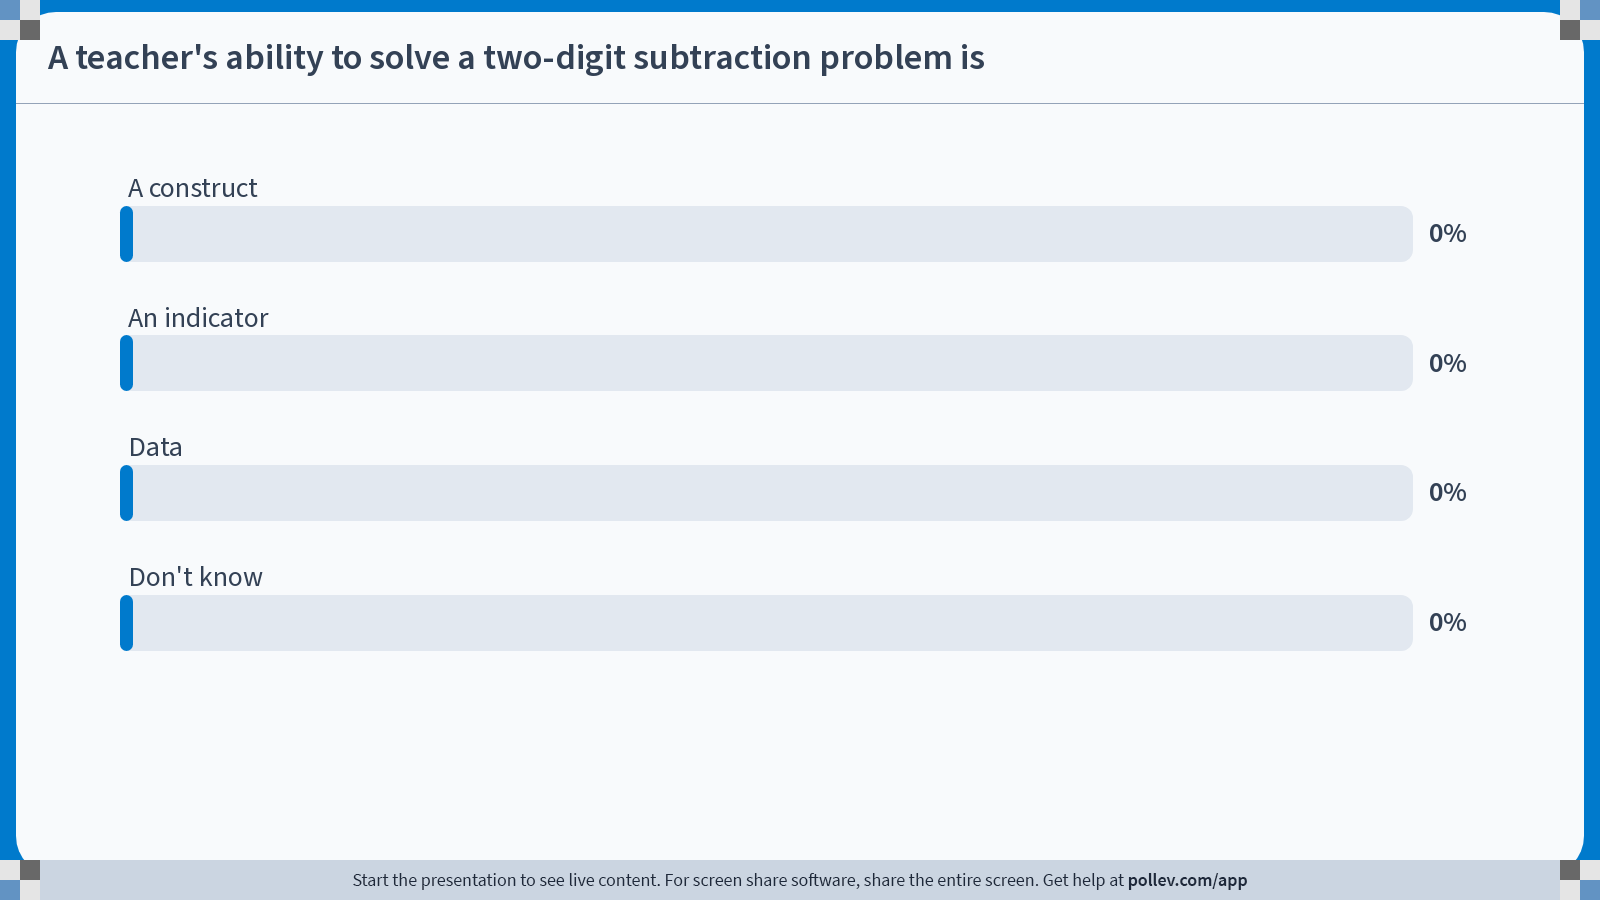 A teacher's ability to solve a two-digit subtraction problem is
A construct
0%
An indicator
0%
Data
0%
Don't know
0%
Start the presentation to see live content. For screen share software, share the entire screen. Get help at pollev.com/app